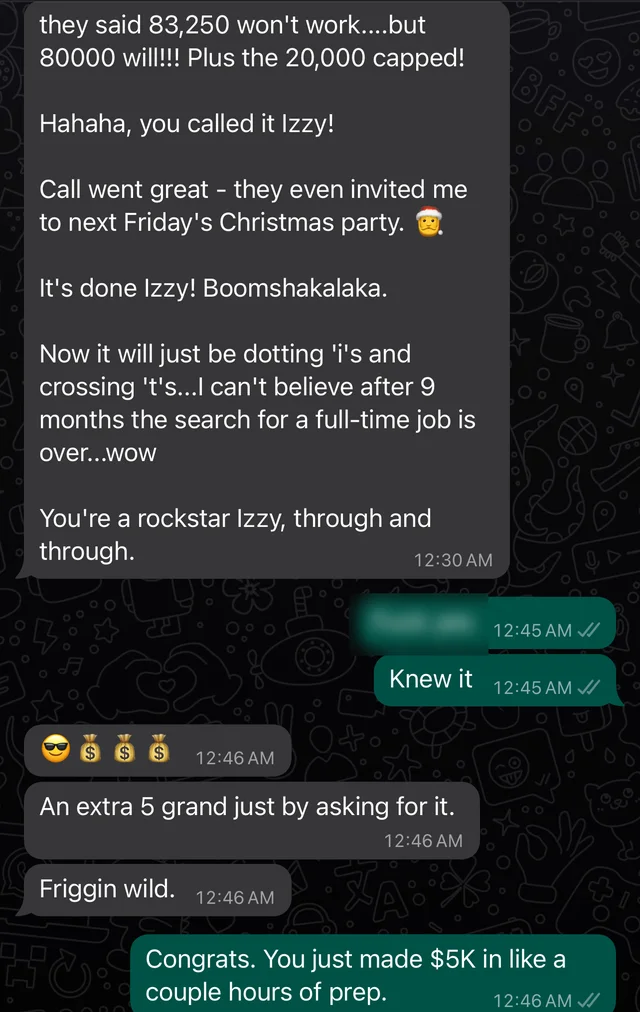 they said 83,250 won't work....but
80000 will!!! Plus the 20,000 capped!
Hahaha, you called it Izzy!
Call went great - they even invited me
to next Friday's Christmas party. 🎅
It's done Izzy! Boomshakalaka.
Now it will just be dotting 'i's and
crossing 't's...I can't believe after 9
months the search for a full-time job is
over...wow
You're a rockstar Izzy, through and
through.
12:30 AM
12:45 AM
Knew it 12:45 AM
😎💰💰💰 12:46 AM
An extra 5 grand just by asking for it.
12:46 AM
Friggin wild. 12:46 AM
Congrats. You just made $5K in like a
couple hours of prep. 12:46 AM